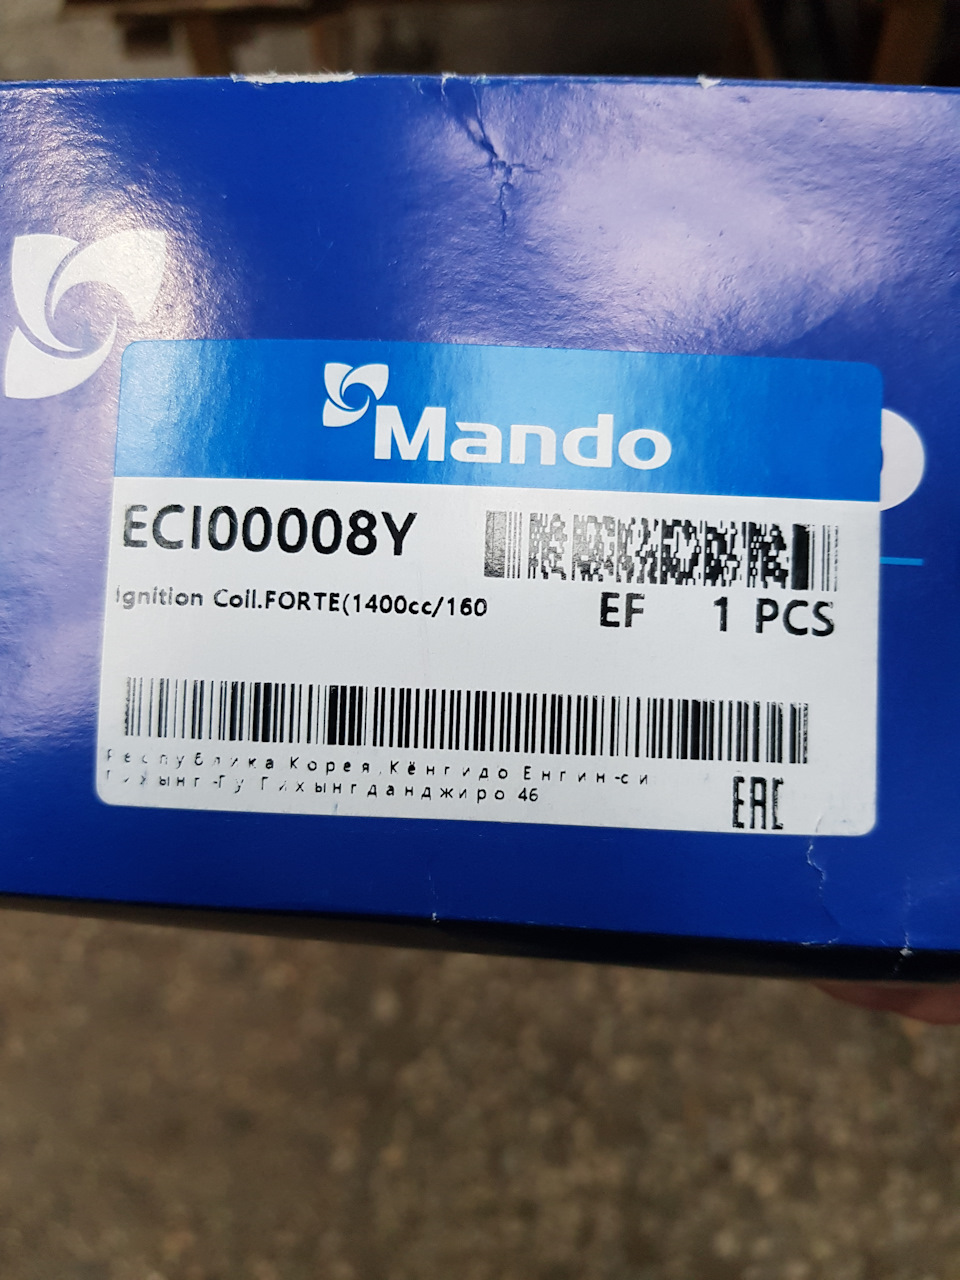 Mando
ECI00008Y
Ignition Coil.FORTE(1400cc/160
EF 1 PCS
Республика Корея,Кёнгидо Енгин-си
Гихынг-Гу Гихынгданджиро 46
EAC